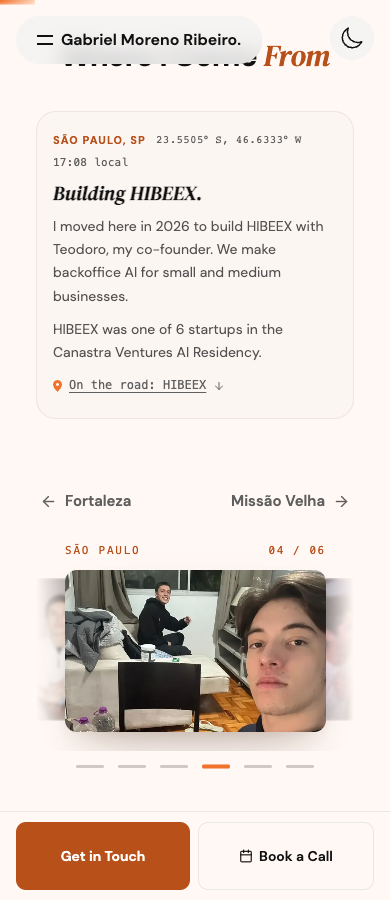 Gabriel Moreno Ribeiro.
Where I Come From
SÃO PAULO, SP 23.5505° S, 46.6333° W
17:08 local
Building HIBEEX.
I moved here in 2026 to build HIBEEX with
Teodoro, my co-founder. We make
backoffice AI for small and medium
businesses.
HIBEEX was one of 6 startups in the
Canastra Ventures AI Residency.
On the road: HIBEEX ↓
← Fortaleza Missão Velha →
SÃO PAULO 04 / 06
Get in Touch Book a Call